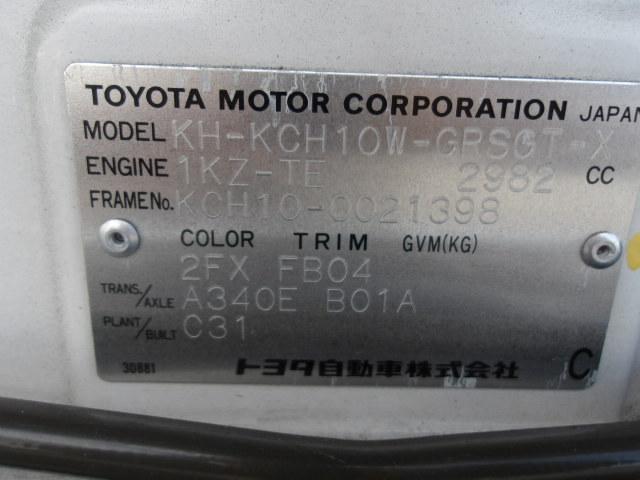 TOYOTA MOTOR CORPORATION JAPAN
MODEL KH-KCH10W-GRSGT-X
ENGINE 1KZ-TE 2982 CC
FRAME No. KCH10-0021398
COLOR TRIM GVM(KG)
2FX FB04
TRANS./AXLE A340E B01A
PLANT/BUILT C31
30881 トヨタ自動車株式会社 C